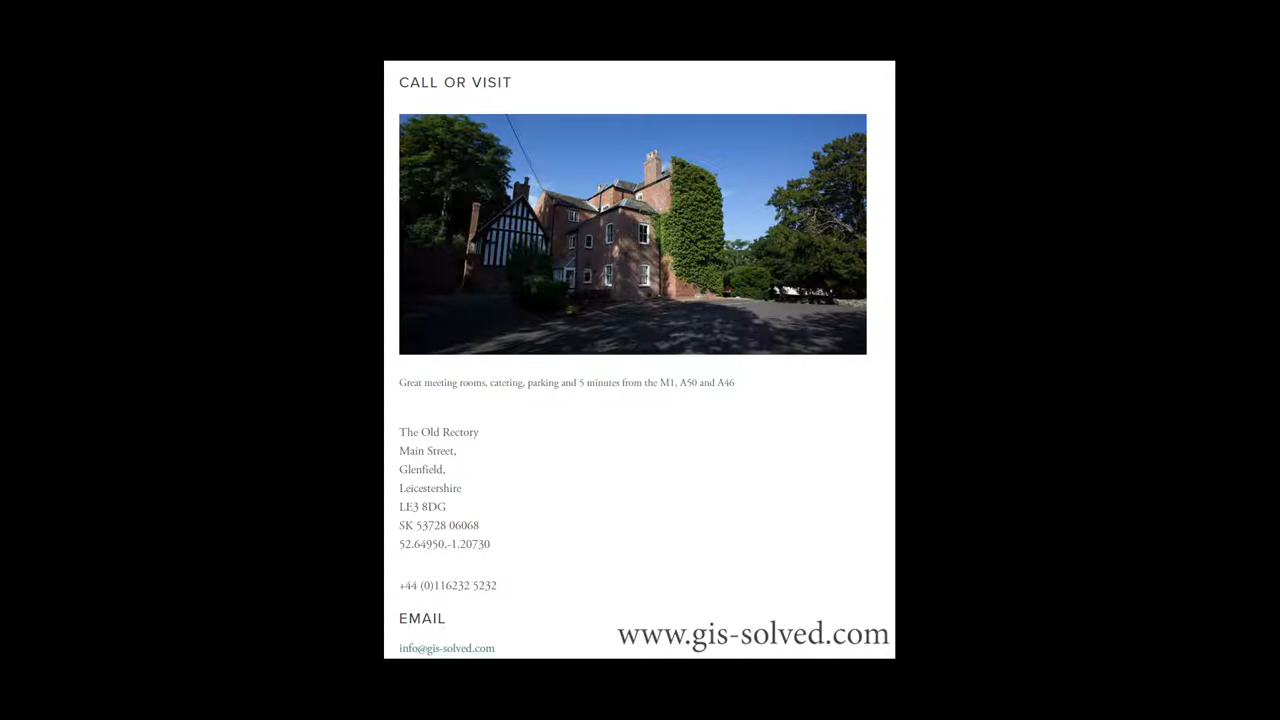 CALL OR VISIT
Great meeting rooms, catering, parking and 5 minutes from the M1, A50 and A46
The Old Rectory
Main Street,
Glenfield,
Leicestershire
LE3 8DG
SK 53728 06068
52.64950,-1.20730
+44 (0)116232 5232
EMAIL
www.gis-solved.com
info@gis-solved.com